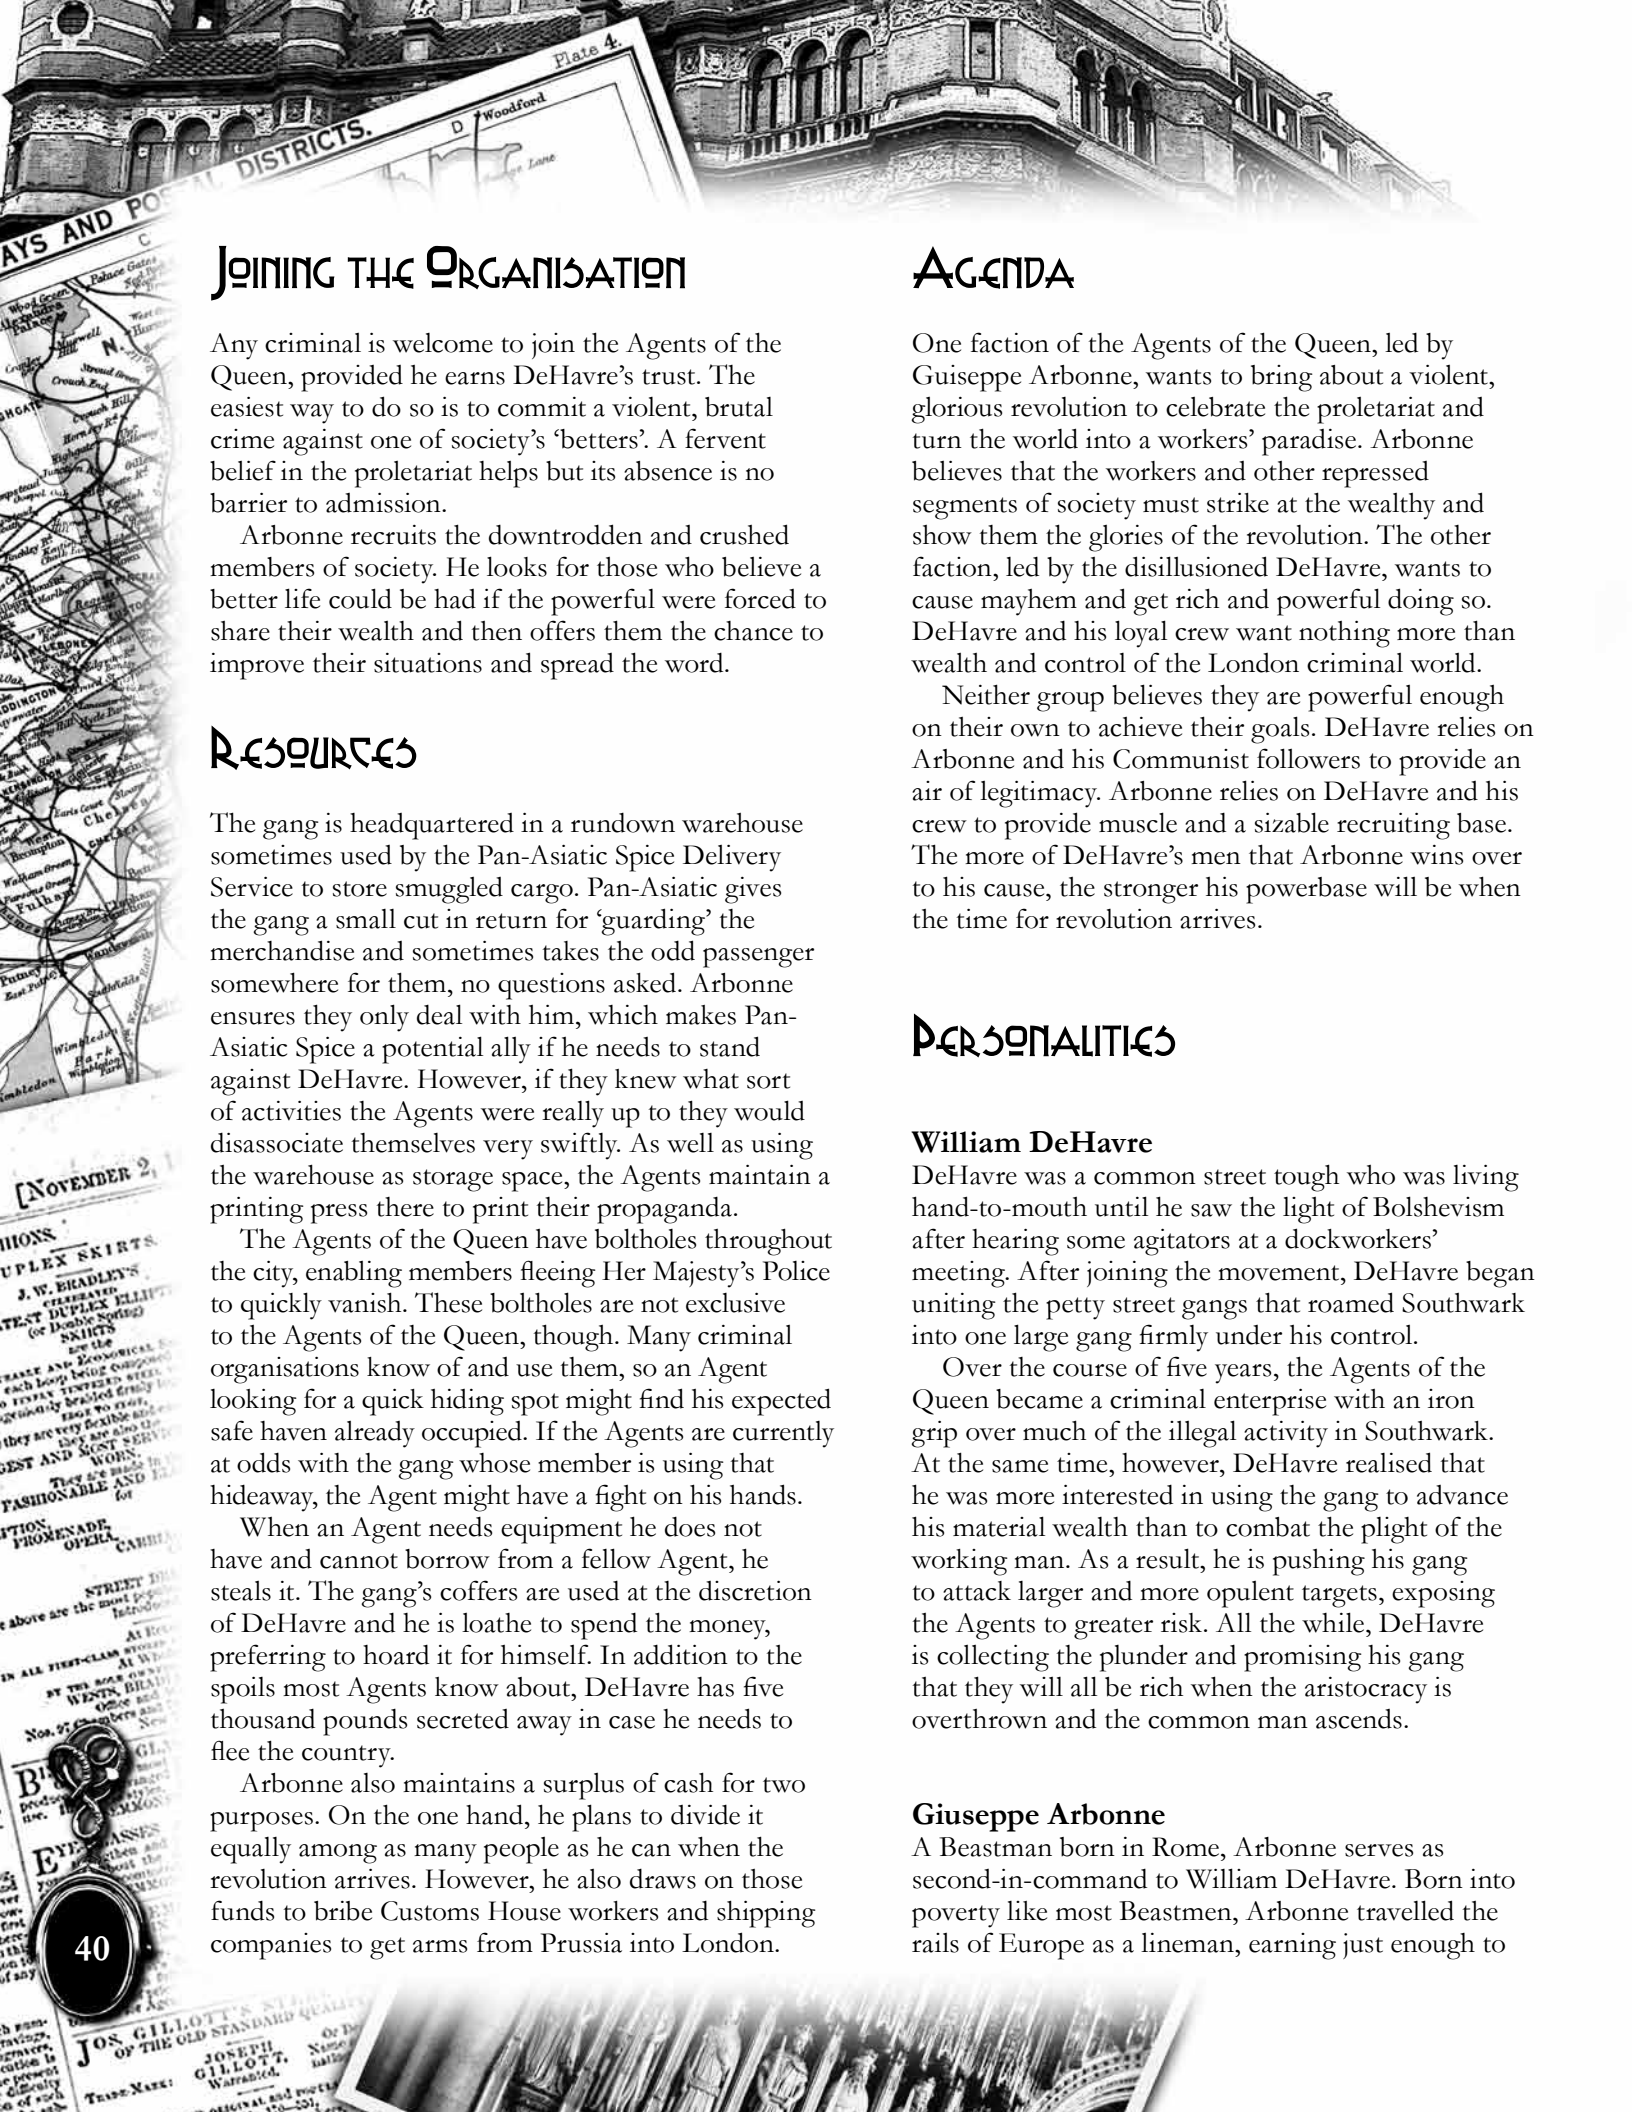 Plate 4.
D
Woodford
DISTRICTS.
AYS AND PO
C
Joining the Organisation
Any criminal is welcome to join the Agents of the
Queen, provided he earns DeHavre's trust. The
easiest way to do so is to commit a violent, brutal
crime against one of society's ‘betters’. A fervent
belief in the proletariat helps but its absence is no
barrier to admission.
Arbonne recruits the downtrodden and crushed
members of society. He looks for those who believe a
better life could be had if the powerful were forced to
share their wealth and then offers them the chance to
improve their situations and spread the word.
Resources
The gang is headquartered in a rundown warehouse
sometimes used by the Pan-Asiatic Spice Delivery
Service to store smuggled cargo. Pan-Asiatic gives
the gang a small cut in return for ‘guarding’ the
merchandise and sometimes takes the odd passenger
somewhere for them, no questions asked. Arbonne
ensures they only deal with him, which makes Pan-
Asiatic Spice a potential ally if he needs to stand
against DeHavre. However, if they knew what sort
of activities the Agents were really up to they would
disassociate themselves very swiftly. As well as using
the warehouse as storage space, the Agents maintain a
printing press there to print their propaganda.
The Agents of the Queen have boltholes throughout
the city, enabling members fleeing Her Majesty's Police
to quickly vanish. These boltholes are not exclusive
to the Agents of the Queen, though. Many criminal
organisations know of and use them, so an Agent
looking for a quick hiding spot might find his expected
safe haven already occupied. If the Agents are currently
at odds with the gang whose member is using that
hideaway, the Agent might have a fight on his hands.
When an Agent needs equipment he does not
have and cannot borrow from a fellow Agent, he
steals it. The gang's coffers are used at the discretion
of DeHavre and he is loathe to spend the money,
preferring to hoard it for himself. In addition to the
spoils most Agents know about, DeHavre has five
thousand pounds secreted away in case he needs to
flee the country.
Arbonne also maintains a surplus of cash for two
purposes. On the one hand, he plans to divide it
equally among as many people as he can when the
revolution arrives. However, he also draws on those
funds to bribe Customs House workers and shipping
companies to get arms from Prussia into London.
Agenda
One faction of the Agents of the Queen, led by
Guiseppe Arbonne, wants to bring about a violent,
glorious revolution to celebrate the proletariat and
turn the world into a workers' paradise. Arbonne
believes that the workers and other repressed
segments of society must strike at the wealthy and
show them the glories of the revolution. The other
faction, led by the disillusioned DeHavre, wants to
cause mayhem and get rich and powerful doing so.
DeHavre and his loyal crew want nothing more than
wealth and control of the London criminal world.
Neither group believes they are powerful enough
on their own to achieve their goals. DeHavre relies on
Arbonne and his Communist followers to provide an
air of legitimacy. Arbonne relies on DeHavre and his
crew to provide muscle and a sizable recruiting base.
The more of DeHavre's men that Arbonne wins over
to his cause, the stronger his powerbase will be when
the time for revolution arrives.
Personalities
William DeHavre
DeHavre was a common street tough who was living
hand-to-mouth until he saw the light of Bolshevism
after hearing some agitators at a dockworkers'
meeting. After joining the movement, DeHavre began
uniting the petty street gangs that roamed Southwark
into one large gang firmly under his control.
Over the course of five years, the Agents of the
Queen became a criminal enterprise with an iron
grip over much of the illegal activity in Southwark.
At the same time, however, DeHavre realised that
he was more interested in using the gang to advance
his material wealth than to combat the plight of the
working man. As a result, he is pushing his gang
to attack larger and more opulent targets, exposing
the Agents to greater risk. All the while, DeHavre
is collecting the plunder and promising his gang
that they will all be rich when the aristocracy is
overthrown and the common man ascends.
Giuseppe Arbonne
A Beastman born in Rome, Arbonne serves as
second-in-command to William DeHavre. Born into
poverty like most Beastmen, Arbonne travelled the
rails of Europe as a lineman, earning just enough to
[NOVEMBER 2,
J. W. BRADLEY'S
(or Double Spring)
SKIRTS
FASHIONABLE AND
PROMENADE,
OPERA,
40
JOS. GILLOTT'S
OF THE OLD STANDARD
JOSEPH
GILLOTT,
Warranted.
TRADE MARK: